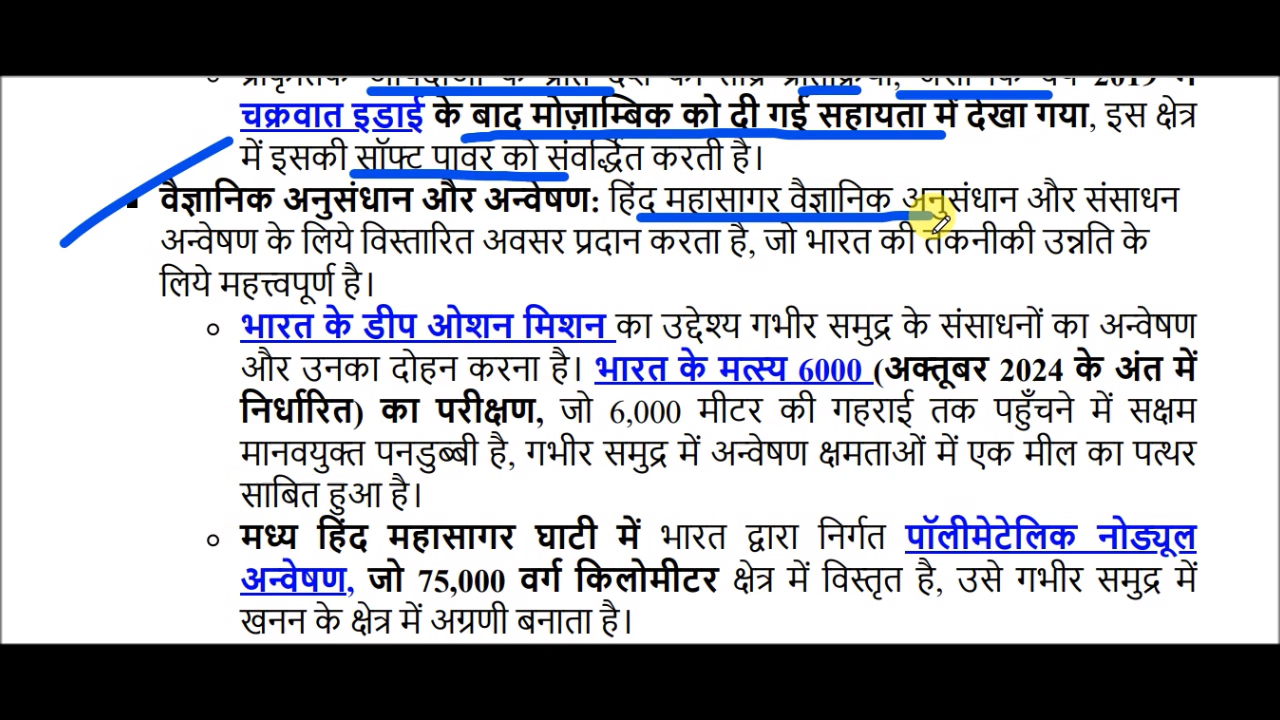 चक्रवात इडाई के बाद मोज़ाम्बिक को दी गई सहायता में देखा गया, इस क्षेत्र
में इसकी सॉफ्ट पावर को संवर्द्धित करती है।
वैज्ञानिक अनुसंधान और अन्वेषण: हिंद महासागर वैज्ञानिक अनुसंधान और संसाधन
अन्वेषण के लिये विस्तारित अवसर प्रदान करता है, जो भारत की तकनीकी उन्नति के
लिये महत्त्वपूर्ण है।
भारत के डीप ओशन मिशन का उद्देश्य गभीर समुद्र के संसाधनों का अन्वेषण
और उनका दोहन करना है। भारत के मत्स्य 6000 (अक्तूबर 2024 के अंत में
निर्धारित) का परीक्षण, जो 6,000 मीटर की गहराई तक पहुँचने में सक्षम
मानवयुक्त पनडुब्बी है, गभीर समुद्र में अन्वेषण क्षमताओं में एक मील का पत्थर
साबित हुआ है।
मध्य हिंद महासागर घाटी में भारत द्वारा निर्गत पॉलीमेटेलिक नोड्यूल
अन्वेषण, जो 75,000 वर्ग किलोमीटर क्षेत्र में विस्तृत है, उसे गभीर समुद्र में
खनन के क्षेत्र में अग्रणी बनाता है।